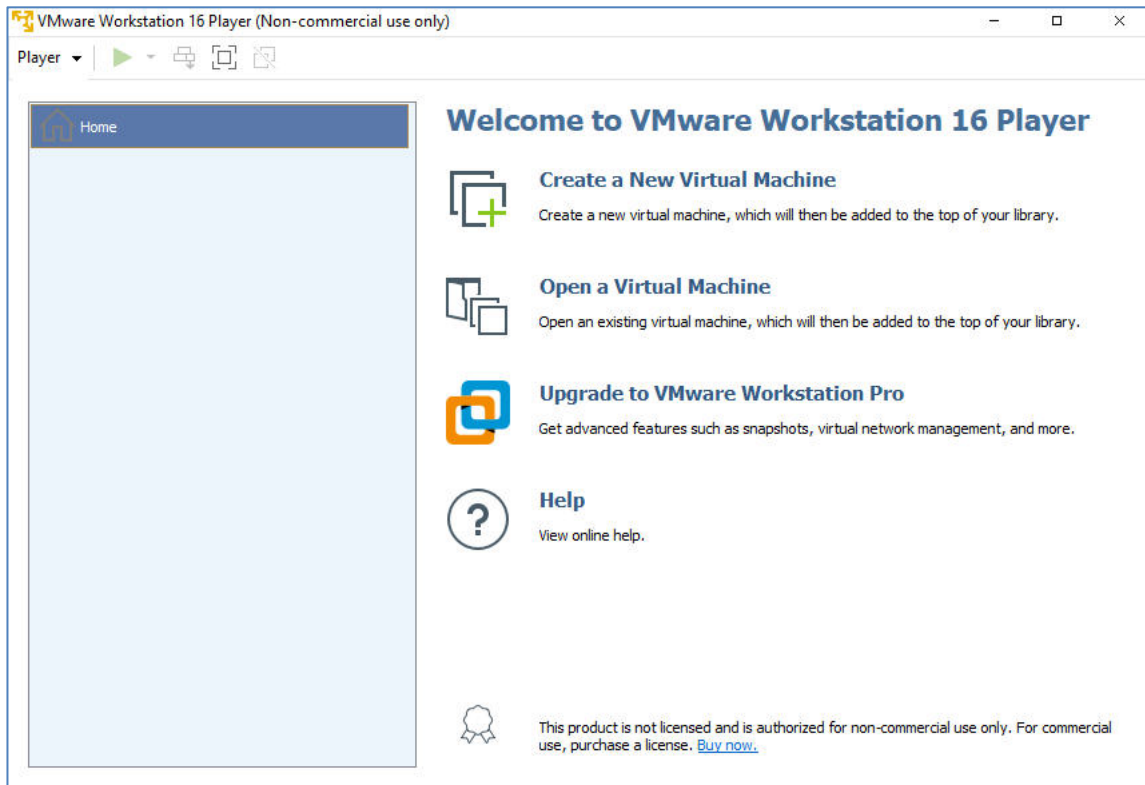 VMware Workstation 16 Player (Non-commercial use only)
Player
Home
Welcome to VMware Workstation 16 Player
Create a New Virtual Machine
Create a new virtual machine, which will then be added to the top of your library.
Open a Virtual Machine
Open an existing virtual machine, which will then be added to the top of your library.
Upgrade to VMware Workstation Pro
Get advanced features such as snapshots, virtual network management, and more.
?
Help
View online help.
This product is not licensed and is authorized for non-commercial use only. For commercial
use, purchase a license. Buy now.